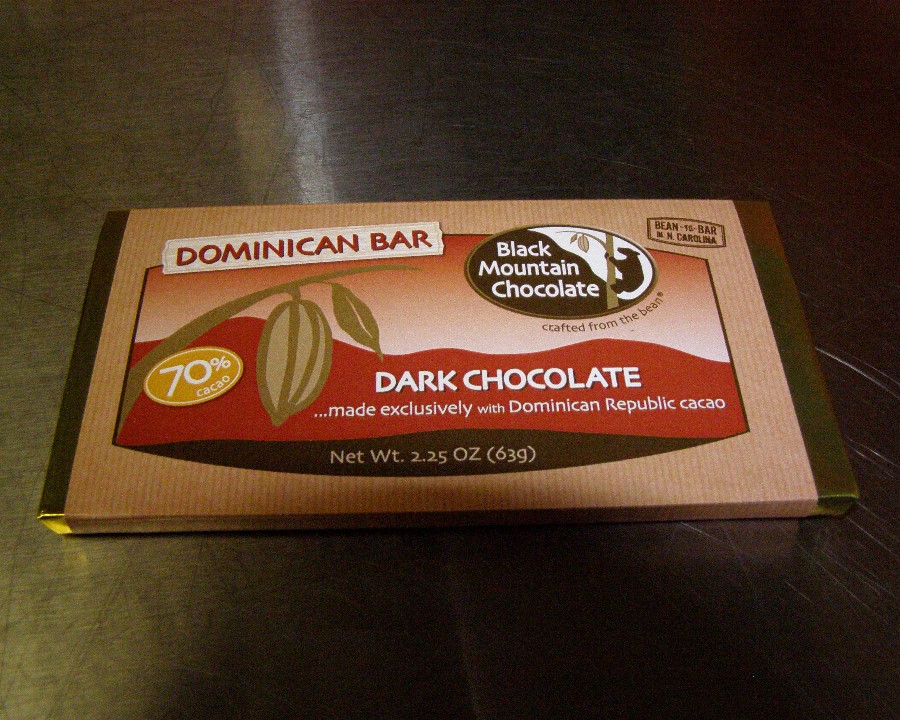 DOMINICAN BAR
Black
Mountain
Chocolate
crafted from the bean®
BEAN-TO-BAR
IN N. CAROLINA
70%
cacao
DARK CHOCOLATE
...made exclusively with Dominican Republic cacao
Net Wt. 2.25 OZ (63g)